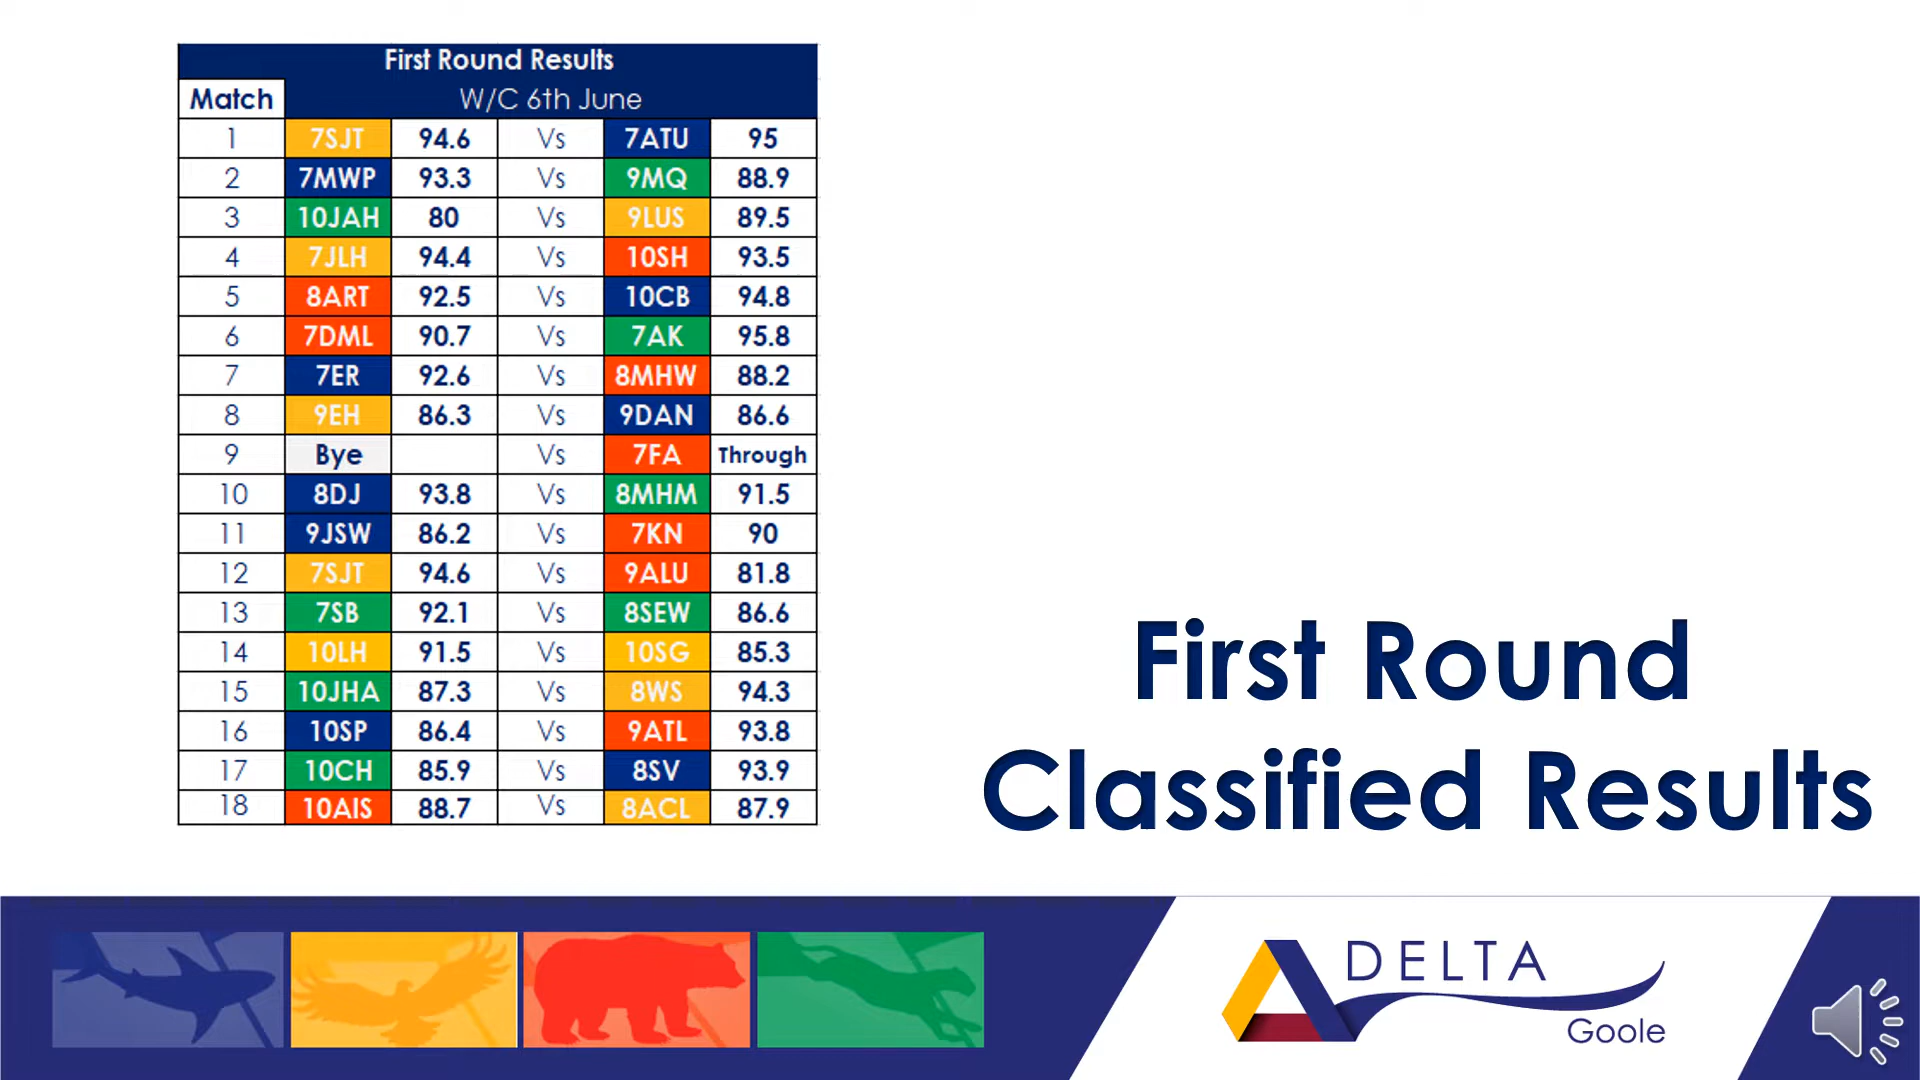 First Round Results
Match W/C 6th June
1 7SJT 94.6 Vs 7ATU 95
2 7MWP 93.3 Vs 9MQ 88.9
3 10JAH 80 Vs 9LUS 89.5
4 7JLH 94.4 Vs 10SH 93.5
5 8ART 92.5 Vs 10CB 94.8
6 7DML 90.7 Vs 7AK 95.8
7 7ER 92.6 Vs 8MHW 88.2
8 9EH 86.3 Vs 9DAN 86.6
9 Bye Vs 7FA Through
10 8DJ 93.8 Vs 8MHM 91.5
11 9JSW 86.2 Vs 7KN 90
12 7SJT 94.6 Vs 9ALU 81.8
13 7SB 92.1 Vs 8SEW 86.6
14 10LH 91.5 Vs 10SG 85.3
15 10JHA 87.3 Vs 8WS 94.3
16 10SP 86.4 Vs 9ATL 93.8
17 10CH 85.9 Vs 8SV 93.9
18 10AIS 88.7 Vs 8ACL 87.9
First Round
Classified Results
DELTA
Goole